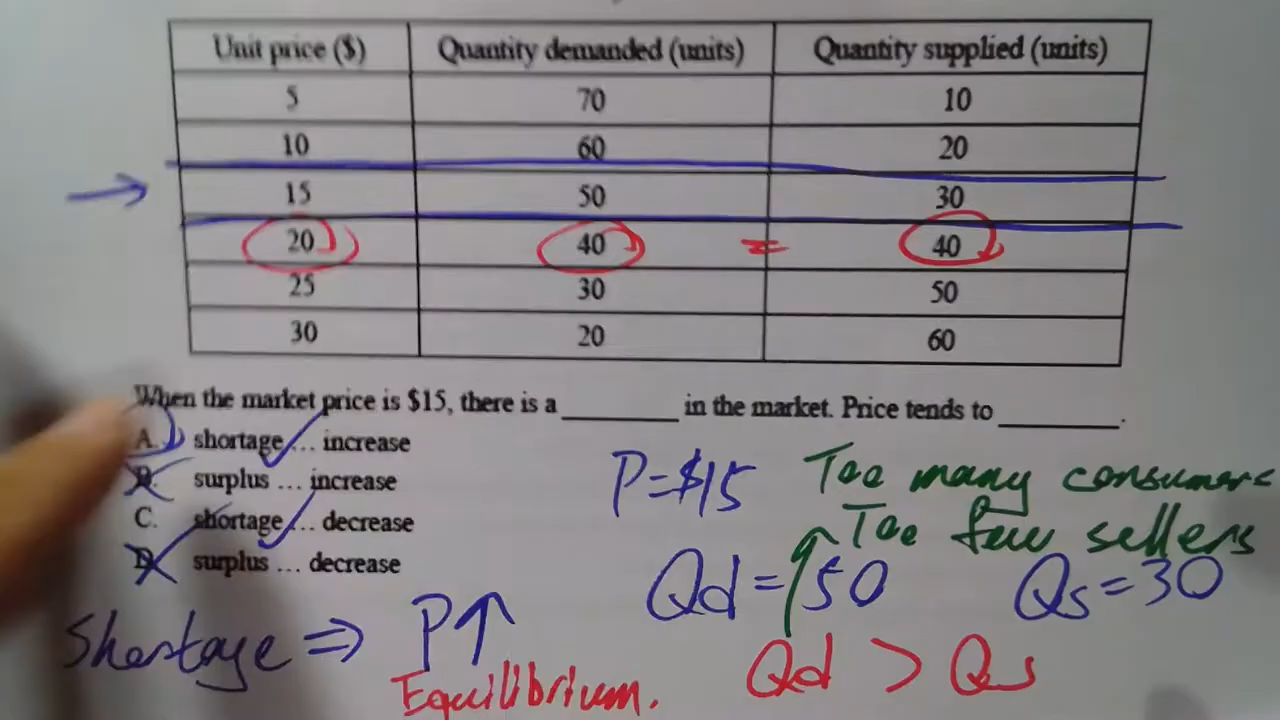 Unit price ($) Quantity demanded (units) Quantity supplied (units)
5 70 10
10 60 20
15 50 30
20 40 = 40
25 30 50
30 20 60
When the market price is $15, there is a ________ in the market. Price tends to ________.
A. shortage ... increase
B. surplus ... increase
C. shortage ... decrease
D. surplus ... decrease
P=$15
Too many consumers
Too few sellers
Qd = 50 Qs = 30
Shortage ⇒ P↑
Qd > Qs
Equilibrium.